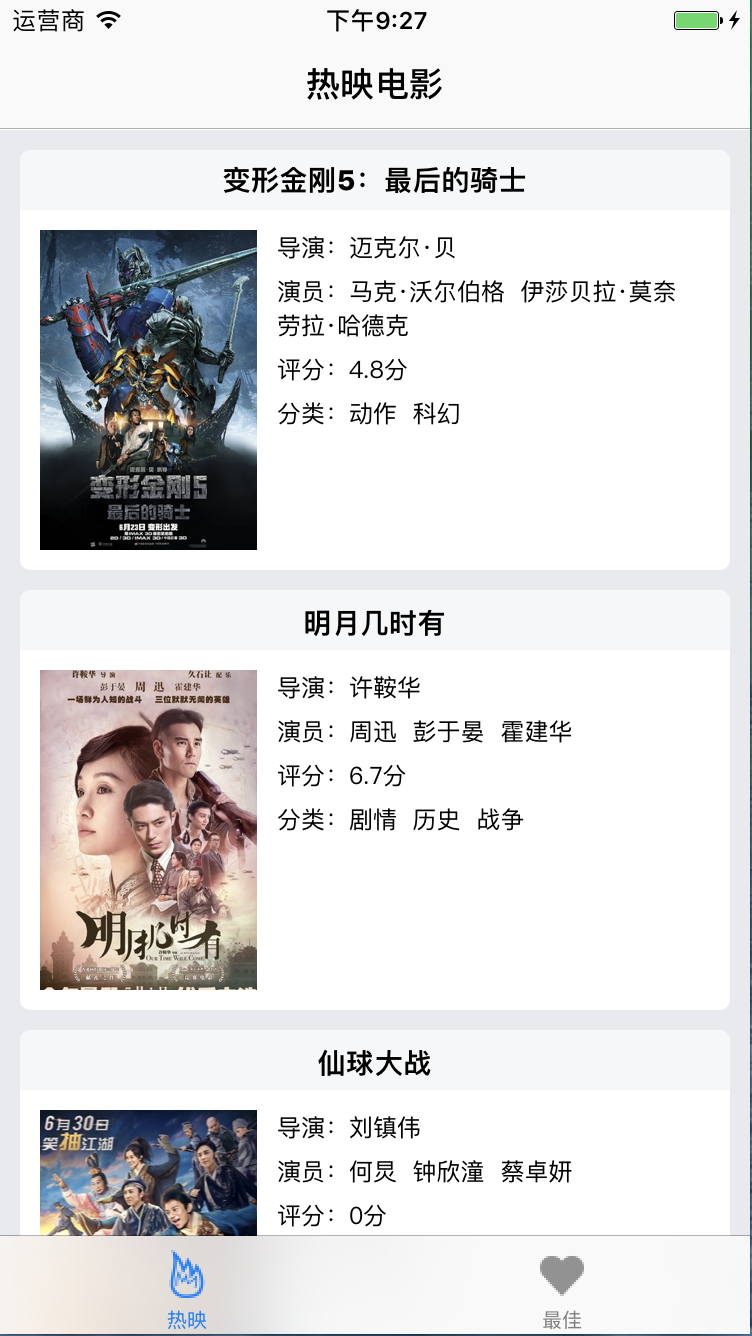 运营商
下午9:27
热映电影
变形金刚5：最后的骑士
导演：迈克尔·贝
演员：马克·沃尔伯格 伊莎贝拉·莫奈
劳拉·哈德克
评分：4.8分
分类：动作 科幻
变形金刚5
最后的骑士
6月23日 变形出发
明月几时有
许鞍华 导演
久石让 配乐
彭于晏 周迅 霍建华
一场鲜为人知的战斗 三位默默无闻的英雄
明月几时有
OUR TIME WILL COME
导演：许鞍华
演员：周迅 彭于晏 霍建华
评分：6.7分
分类：剧情 历史 战争
仙球大战
6月30日
笑抽江湖
导演：刘镇伟
演员：何炅 钟欣潼 蔡卓妍
评分：0分
热映
最佳